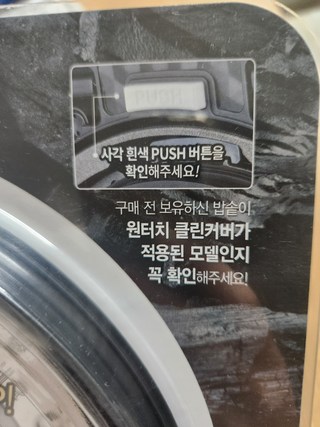 PUSH
사각 흰색 PUSH 버튼을
확인해주세요!
구매 전 보유하신 밥솥이
원터치 클린커버가
적용된 모델인지
꼭 확인해주세요!